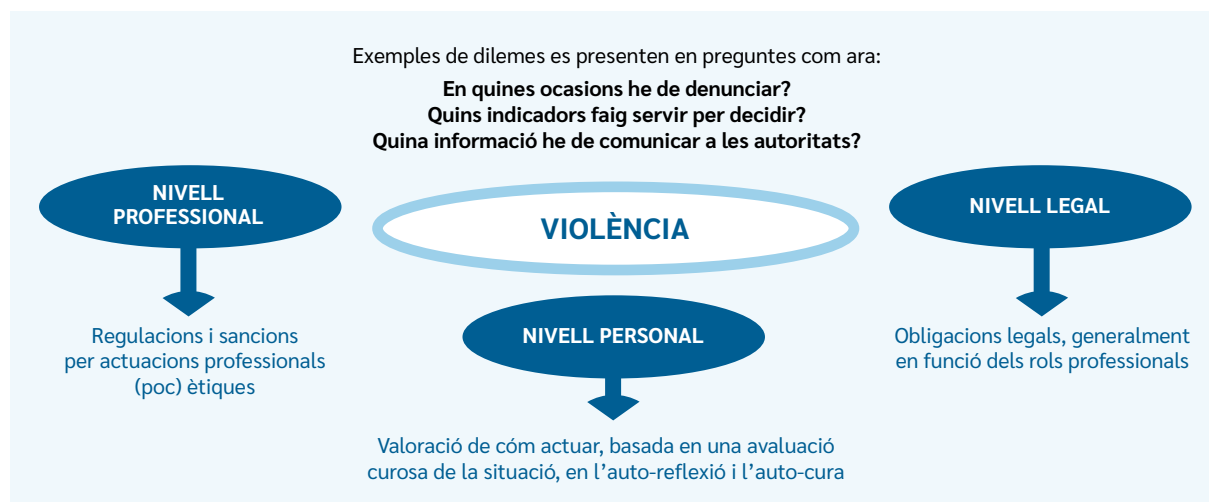 Exemples de dilemes es presenten en preguntes com ara:
En quines ocasions he de denunciar?
Quins indicadors faig servir per decidir?
Quina informació he de comunicar a les autoritats?
NIVELL
PROFESSIONAL
Regulacions i sancions
per actuacions professionals
(poc) ètiques
VIOLÈNCIA
NIVELL PERSONAL
Valoració de cóm actuar, basada en una avaluació
curosa de la situació, en l’auto-reflexió i l’auto-cura
NIVELL LEGAL
Obligacions legals, generalment
en funció dels rols professionals